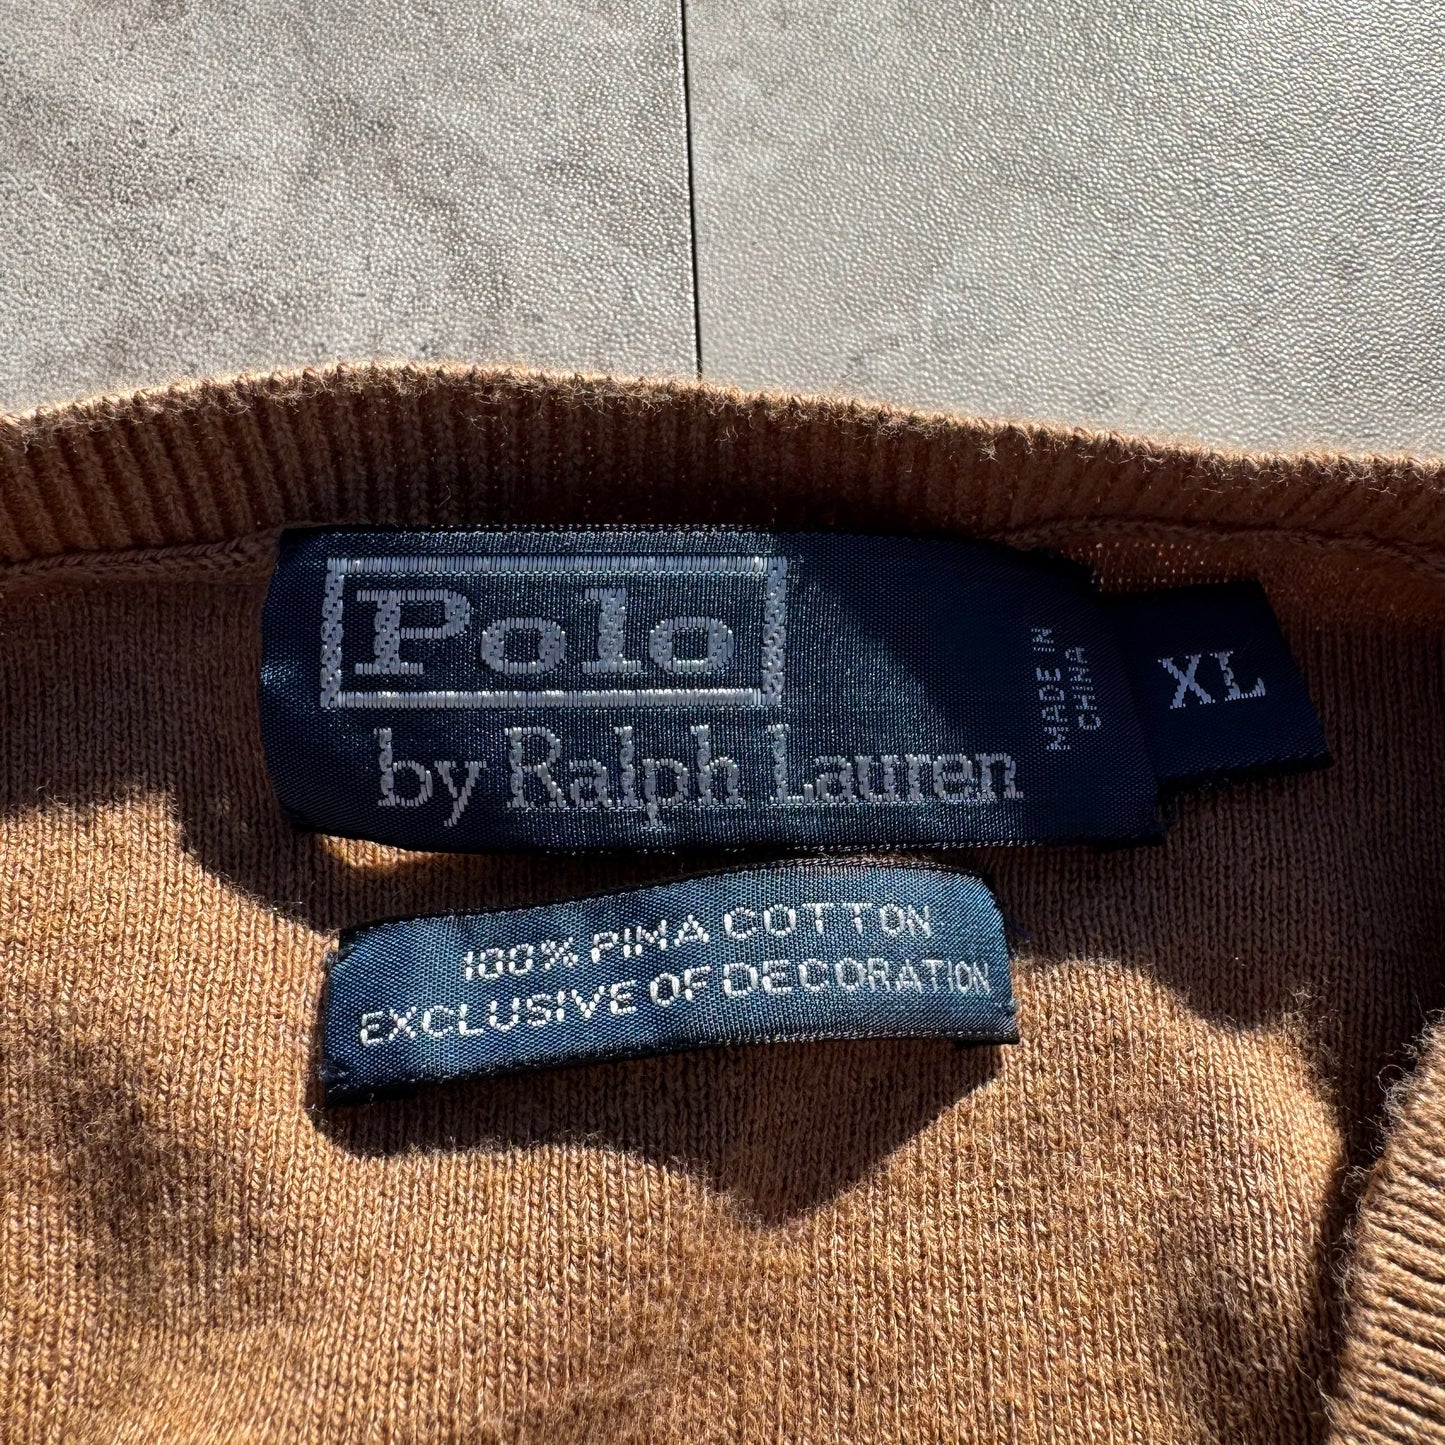 Polo
by Ralph Lauren
MADE IN
CHINA
XL
100% PIMA COTTON
EXCLUSIVE OF DECORATION